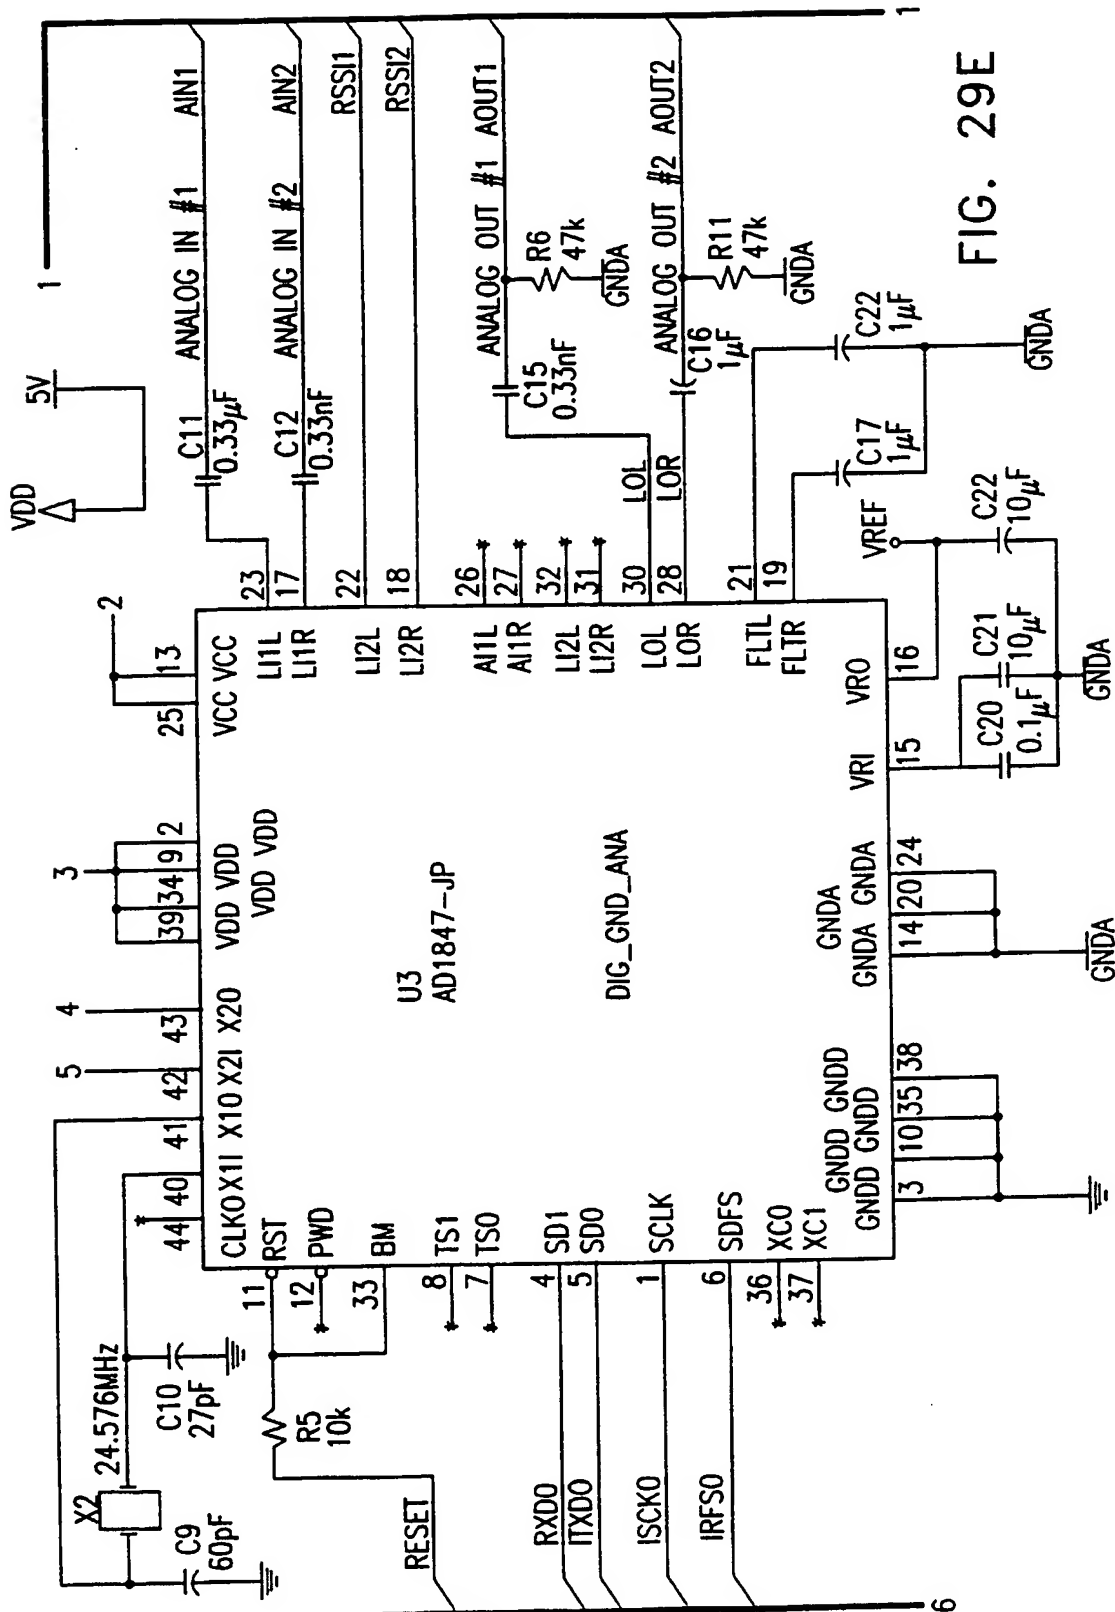 1
VDD
5V
ANALOG IN #1 AIN1
C11
0.33µF
ANALOG IN #2 AIN2
C12
0.33nF
RSSI1
RSSI2
ANALOG OUT #1 AOUT1
C15
0.33nF
R6
47k
GNDA
ANALOG OUT #2 AOUT2
C16
1µF
R11
47k
GNDA
1
C17
1µF
C22
1µF
GNDA
LOL
LOR
2
3
4
5
25
13
VCC VCC
39
34
9
2
VDD VDD
VDD VDD
43
X2O
42
X2I
41
X1O
40
X1I
44
*
CLKO
23
LI1L
17
LI1R
22
LI2L
18
LI2R
26
*
AI1L
27
*
AI1R
32
*
LI2L
31
*
LI2R
30
LOL
28
LOR
21
FLTL
19
FLTR
U3
AD1847-JP
DIG_GND_ANA
24.576MHz
X2
C9
60pF
C10
27pF
R5
10k
RESET
11
RST
12
*
PWD
33
BM
8
*
TS1
7
*
TS0
RXD0
4
SD1
ITXD0
5
SD0
ISCK0
1
SCLK
IRFS0
6
SDFS
36
*
XC0
37
*
XC1
6
GNDD GNDD
GNDD GNDD
3
10
35
38
GNDA
GNDA GNDA
14
20
24
GNDA
VRI
15
VRO
16
VREF
C20
0.1µF
C21
10µF
C22
10µF
GNDA
FIG. 29E